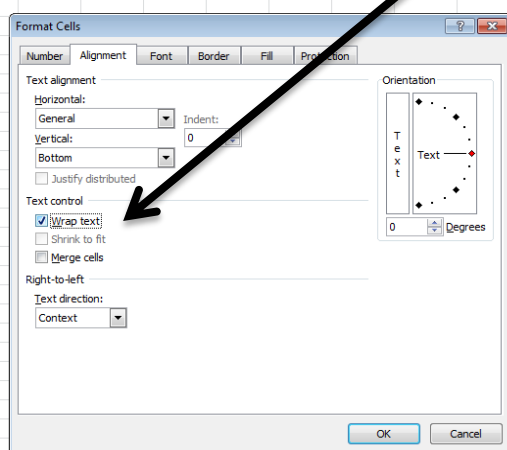 Format Cells
Number Alignment Font Border Fill Protection
Text alignment
Horizontal:
General
Indent:
Vertical:
0
Bottom
Justify distributed
Text control
Wrap text
Shrink to fit
Merge cells
Right-to-left
Text direction:
Context
Orientation
Text
Text
0 Degrees
OK Cancel